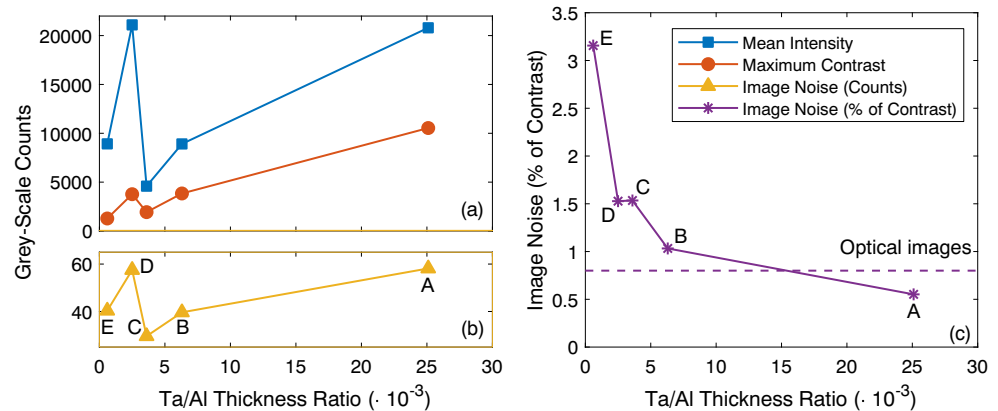 20000
15000
10000
5000
0
Grey-Scale Counts
(a)
60
40
E
D
C
B
A
(b)
0
5
10
15
20
25
30
Ta/Al Thickness Ratio (· 10⁻³)
3.5
3
2.5
2
1.5
1
0.5
0
Image Noise (% of Contrast)
Mean Intensity
Maximum Contrast
Image Noise (Counts)
Image Noise (% of Contrast)
E
D
C
B
Optical images
A
(c)
0
5
10
15
20
25
30
Ta/Al Thickness Ratio (· 10⁻³)